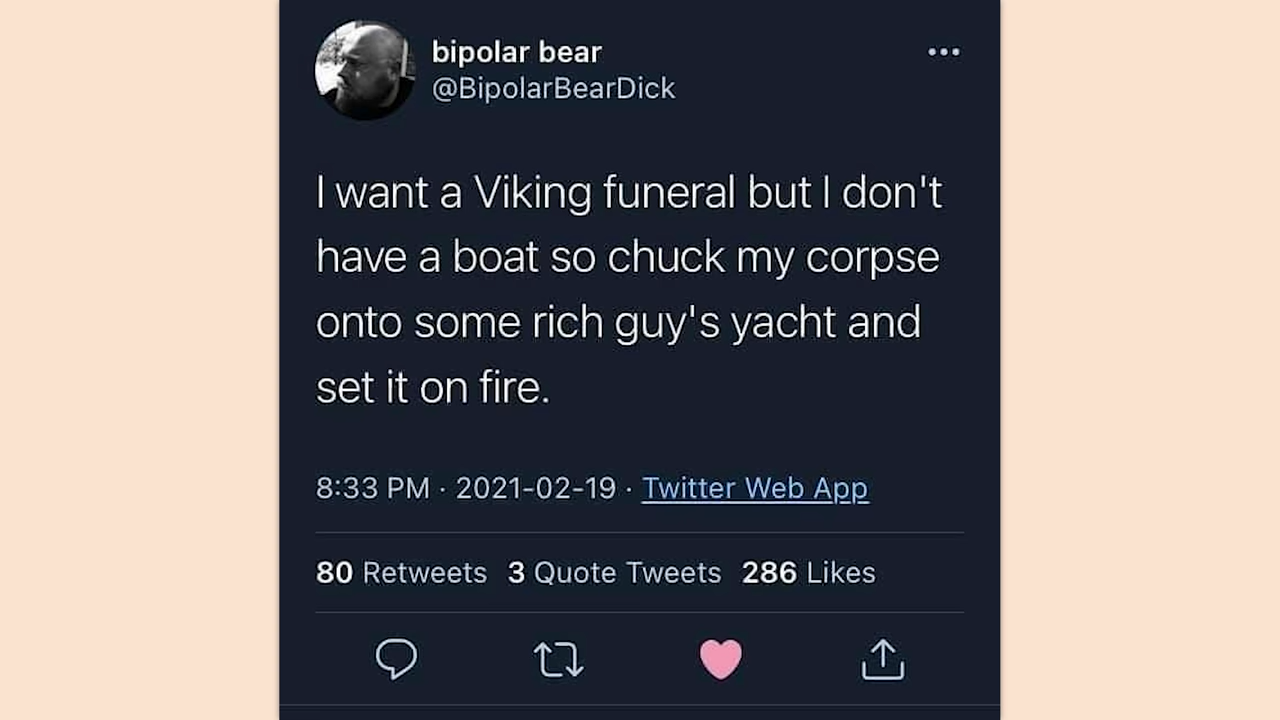 bipolar bear
@BipolarBearDick
I want a Viking funeral but I don't
have a boat so chuck my corpse
onto some rich guy's yacht and
set it on fire.
8:33 PM · 2021-02-19 · Twitter Web App
80 Retweets 3 Quote Tweets 286 Likes